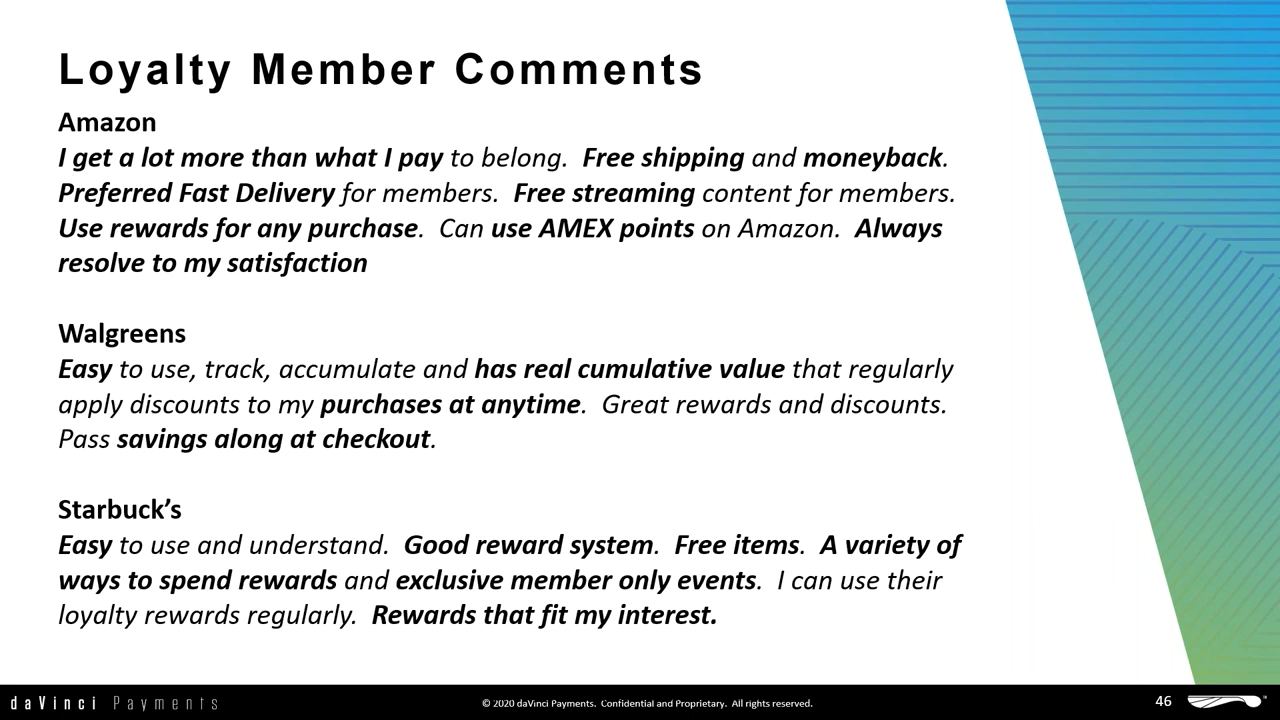 Loyalty Member Comments
Amazon
I get a lot more than what I pay to belong.  Free shipping and moneyback.
Preferred Fast Delivery for members.  Free streaming content for members.
Use rewards for any purchase.  Can use AMEX points on Amazon.  Always
resolve to my satisfaction
Walgreens
Easy to use, track, accumulate and has real cumulative value that regularly
apply discounts to my purchases at anytime.  Great rewards and discounts.
Pass savings along at checkout.
Starbuck’s
Easy to use and understand.  Good reward system.  Free items.  A variety of
ways to spend rewards and exclusive member only events.  I can use their
loyalty rewards regularly.  Rewards that fit my interest.
daVinci Payments
© 2020 daVinci Payments.  Confidential and Proprietary.  All rights reserved.
46
™